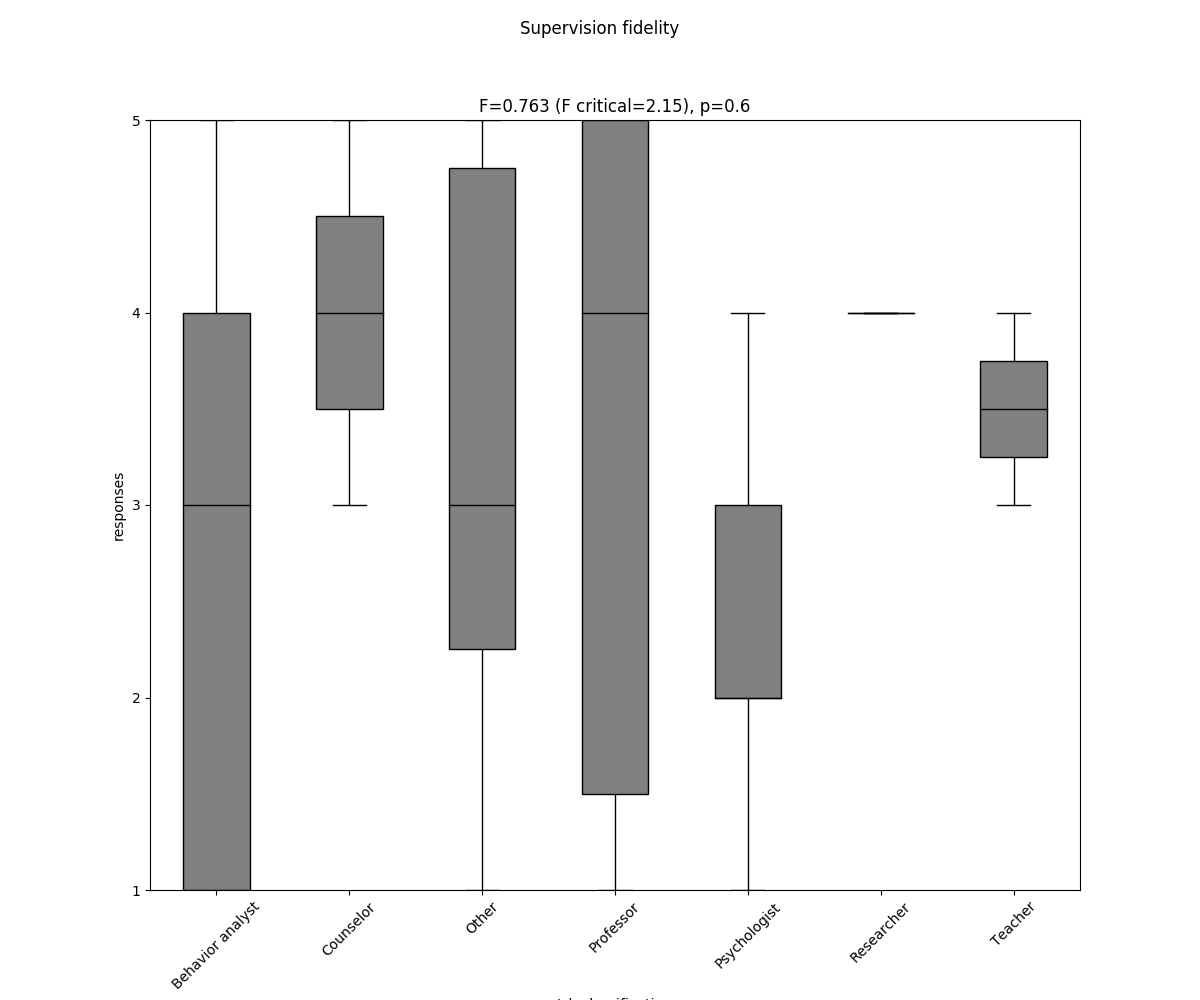 Supervision fidelity
F=0.763 (F critical=2.15), p=0.6
responses
5
4
3
2
1
Behavior analyst
Counselor
Other
Professor
Psychologist
Researcher
Teacher